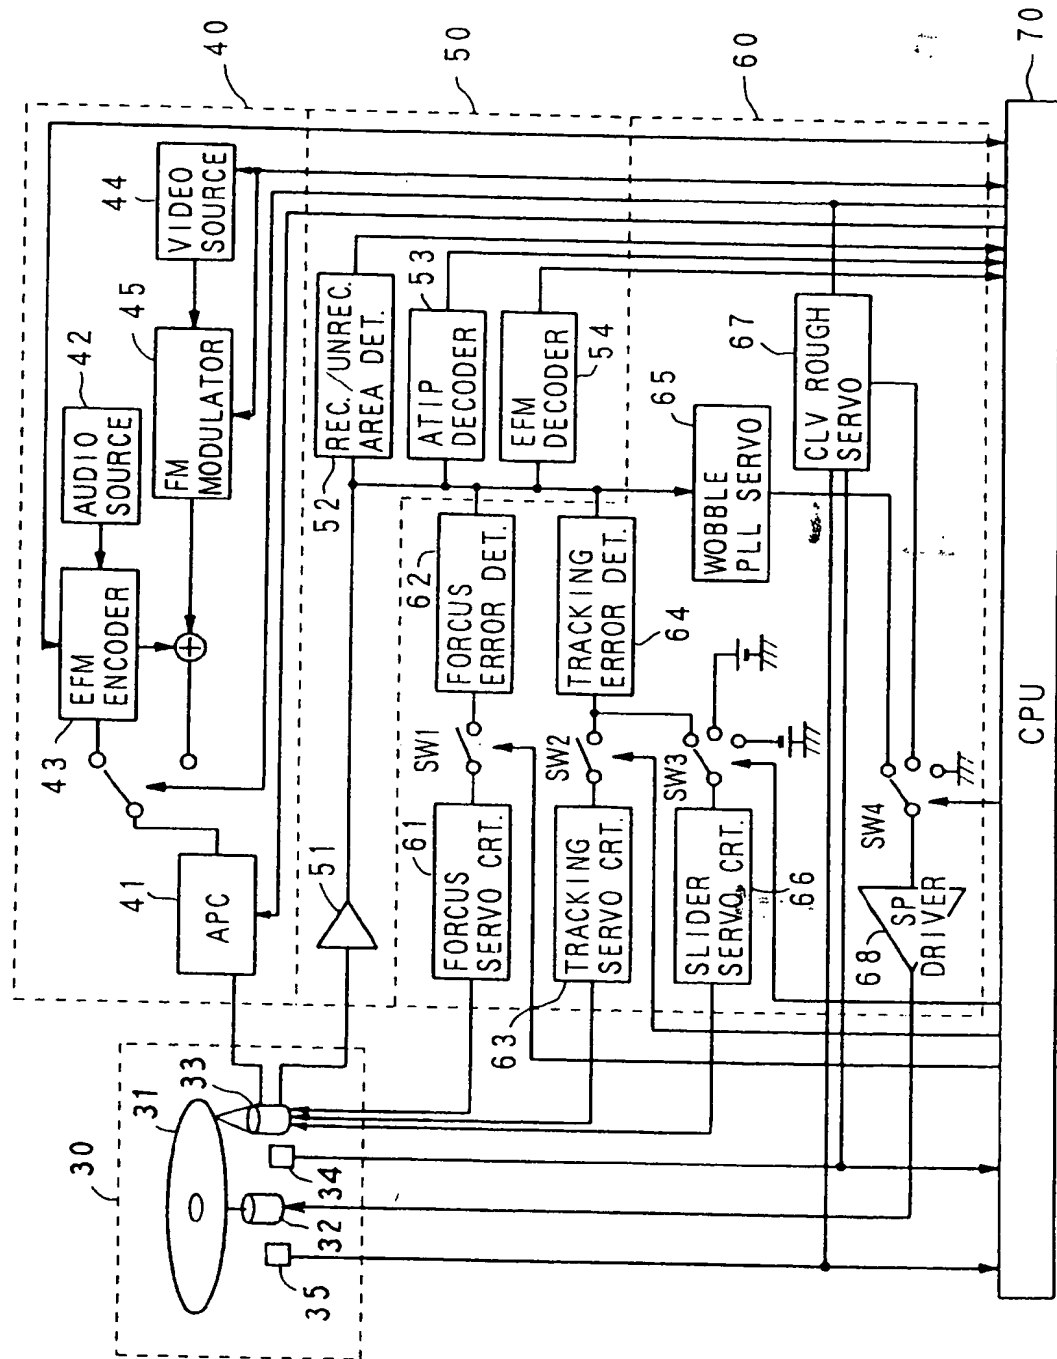 40
50
60
70
44
VIDEO
SOURCE
45
FM
MODULATOR
42
AUDIO
SOURCE
43
EFM
ENCODER
41
APC
51
52
REC./UNREC.
AREA DET.
53
ATIP
DECODER
54
EFM
DECODER
62
FORCUS
ERROR DET.
SW1
61
FORCUS
SERVO CRT.
64
TRACKING
ERROR DET.
SW2
63
TRACKING
SERVO CRT.
SW3
66
SLIDER
SERVO CRT.
65
WOBBLE
PLL SERVO
67
CLV ROUGH
SERVO
SW4
68
SP
DRIVER
30
31
33
34
32
35
CPU